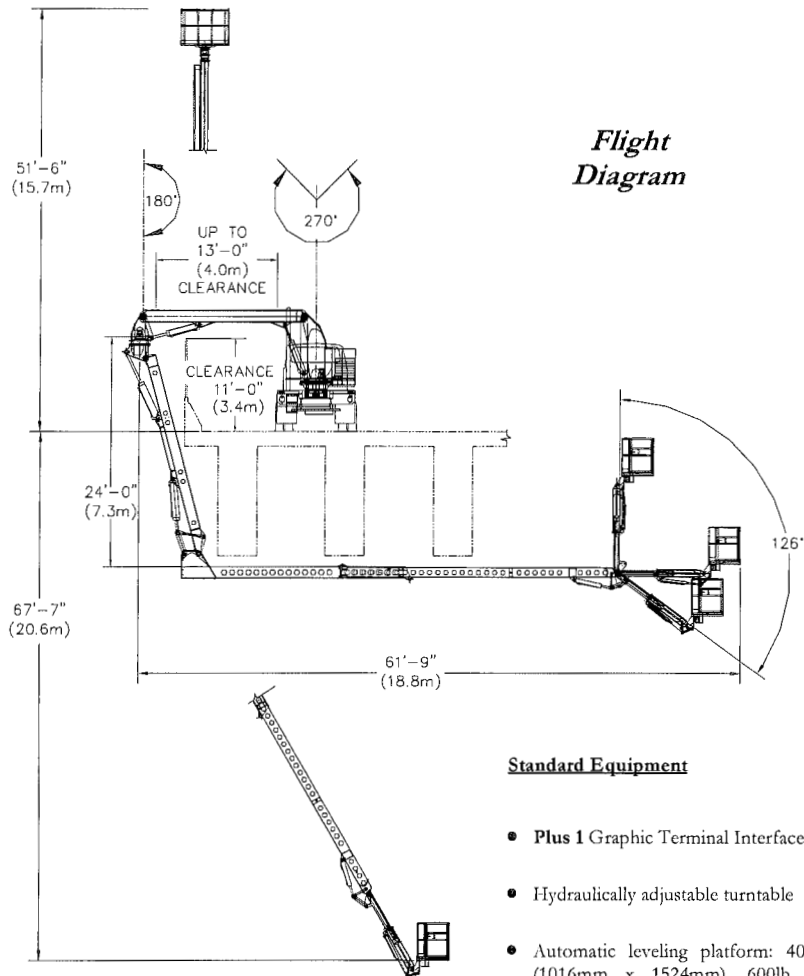 Flight
Diagram
51'-6"
(15.7m)
180°
270°
UP TO
13'-0"
(4.0m)
CLEARANCE
CLEARANCE
11'-0"
(3.4m)
24'-0"
(7.3m)
126°
67'-7"
(20.6m)
61'-9"
(18.8m)
Standard Equipment
• Plus 1 Graphic Terminal Interface
• Hydraulically adjustable turntable
• Automatic leveling platform: 40
(1016mm x 1524mm), 600lb